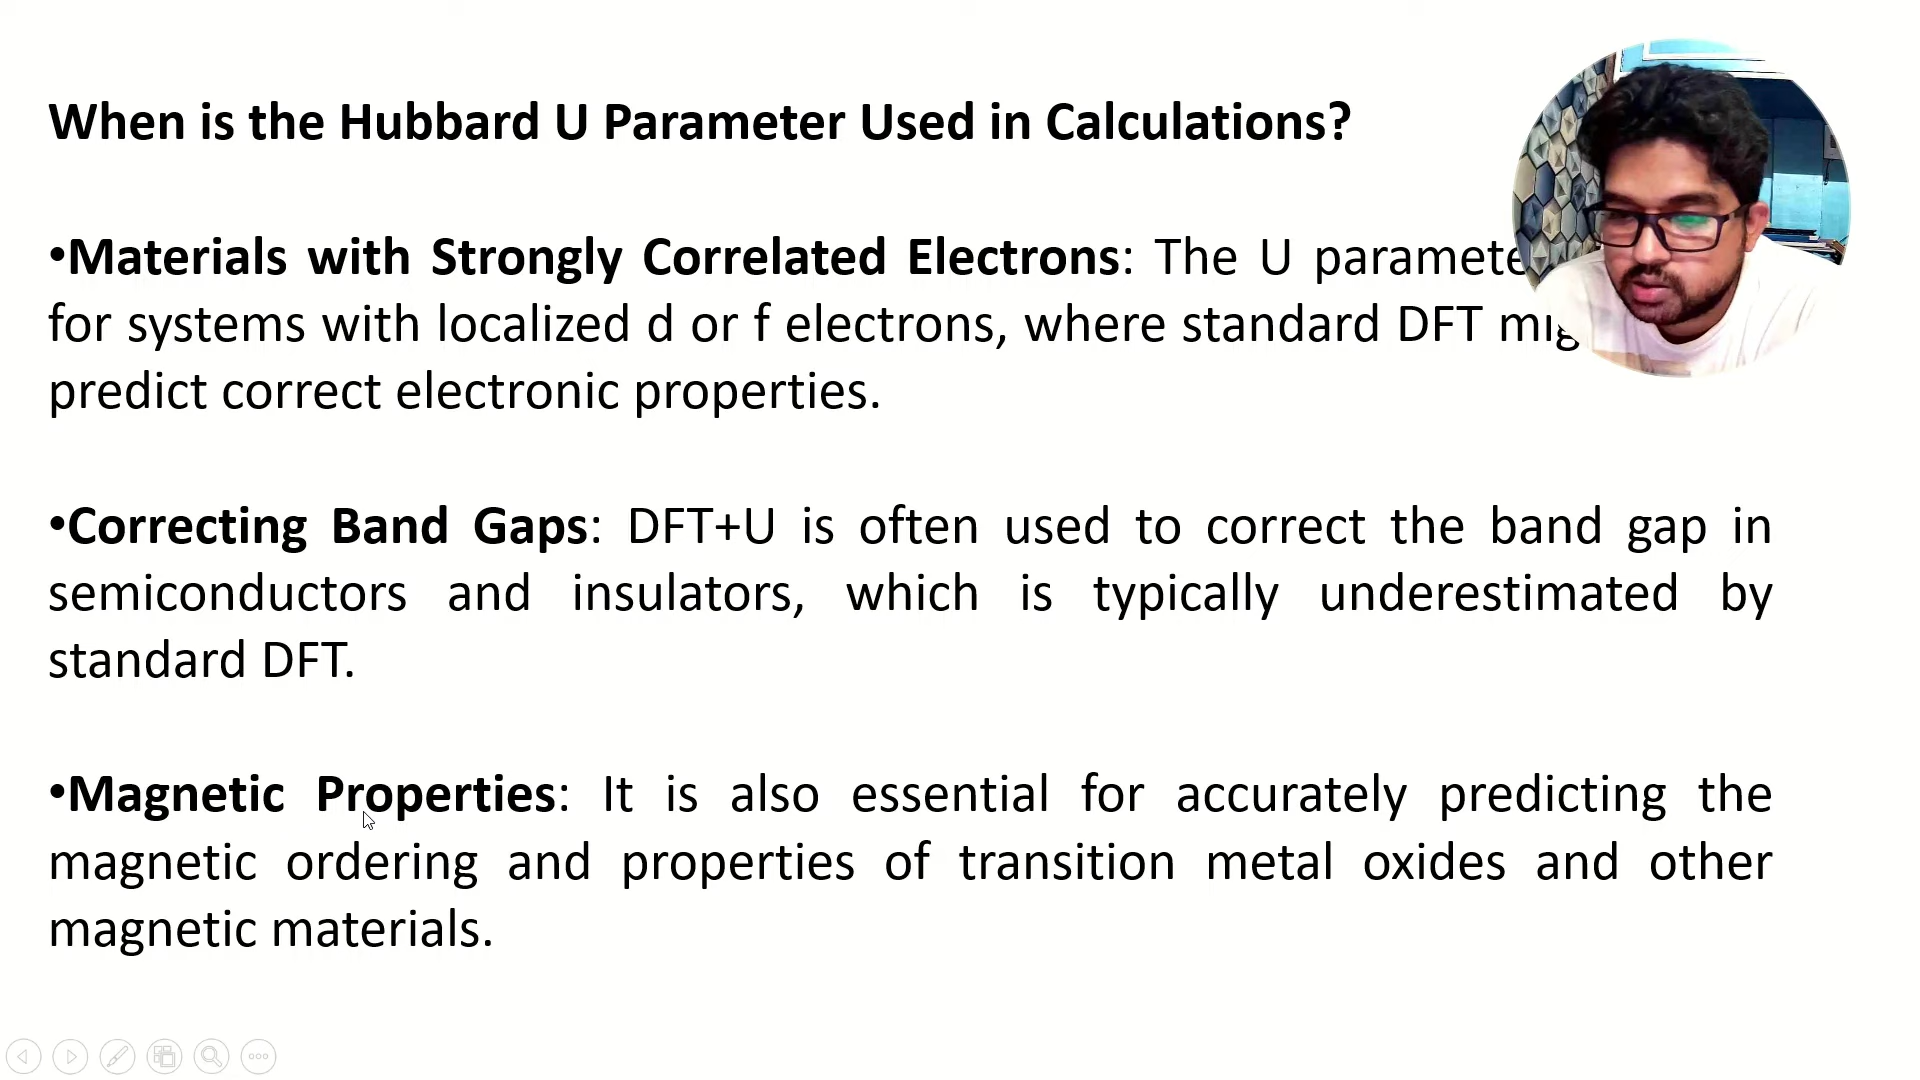 When is the Hubbard U Parameter Used in Calculations?
•Materials with Strongly Correlated Electrons: The U
for systems with localized d or f electrons, where standard DFT
predict correct electronic properties.
•Correcting Band Gaps: DFT+U is often used to correct the band gap in
semiconductors and insulators, which is typically underestimated by
standard DFT.
•Magnetic Properties: It is also essential for accurately predicting the
magnetic ordering and properties of transition metal oxides and other
magnetic materials.